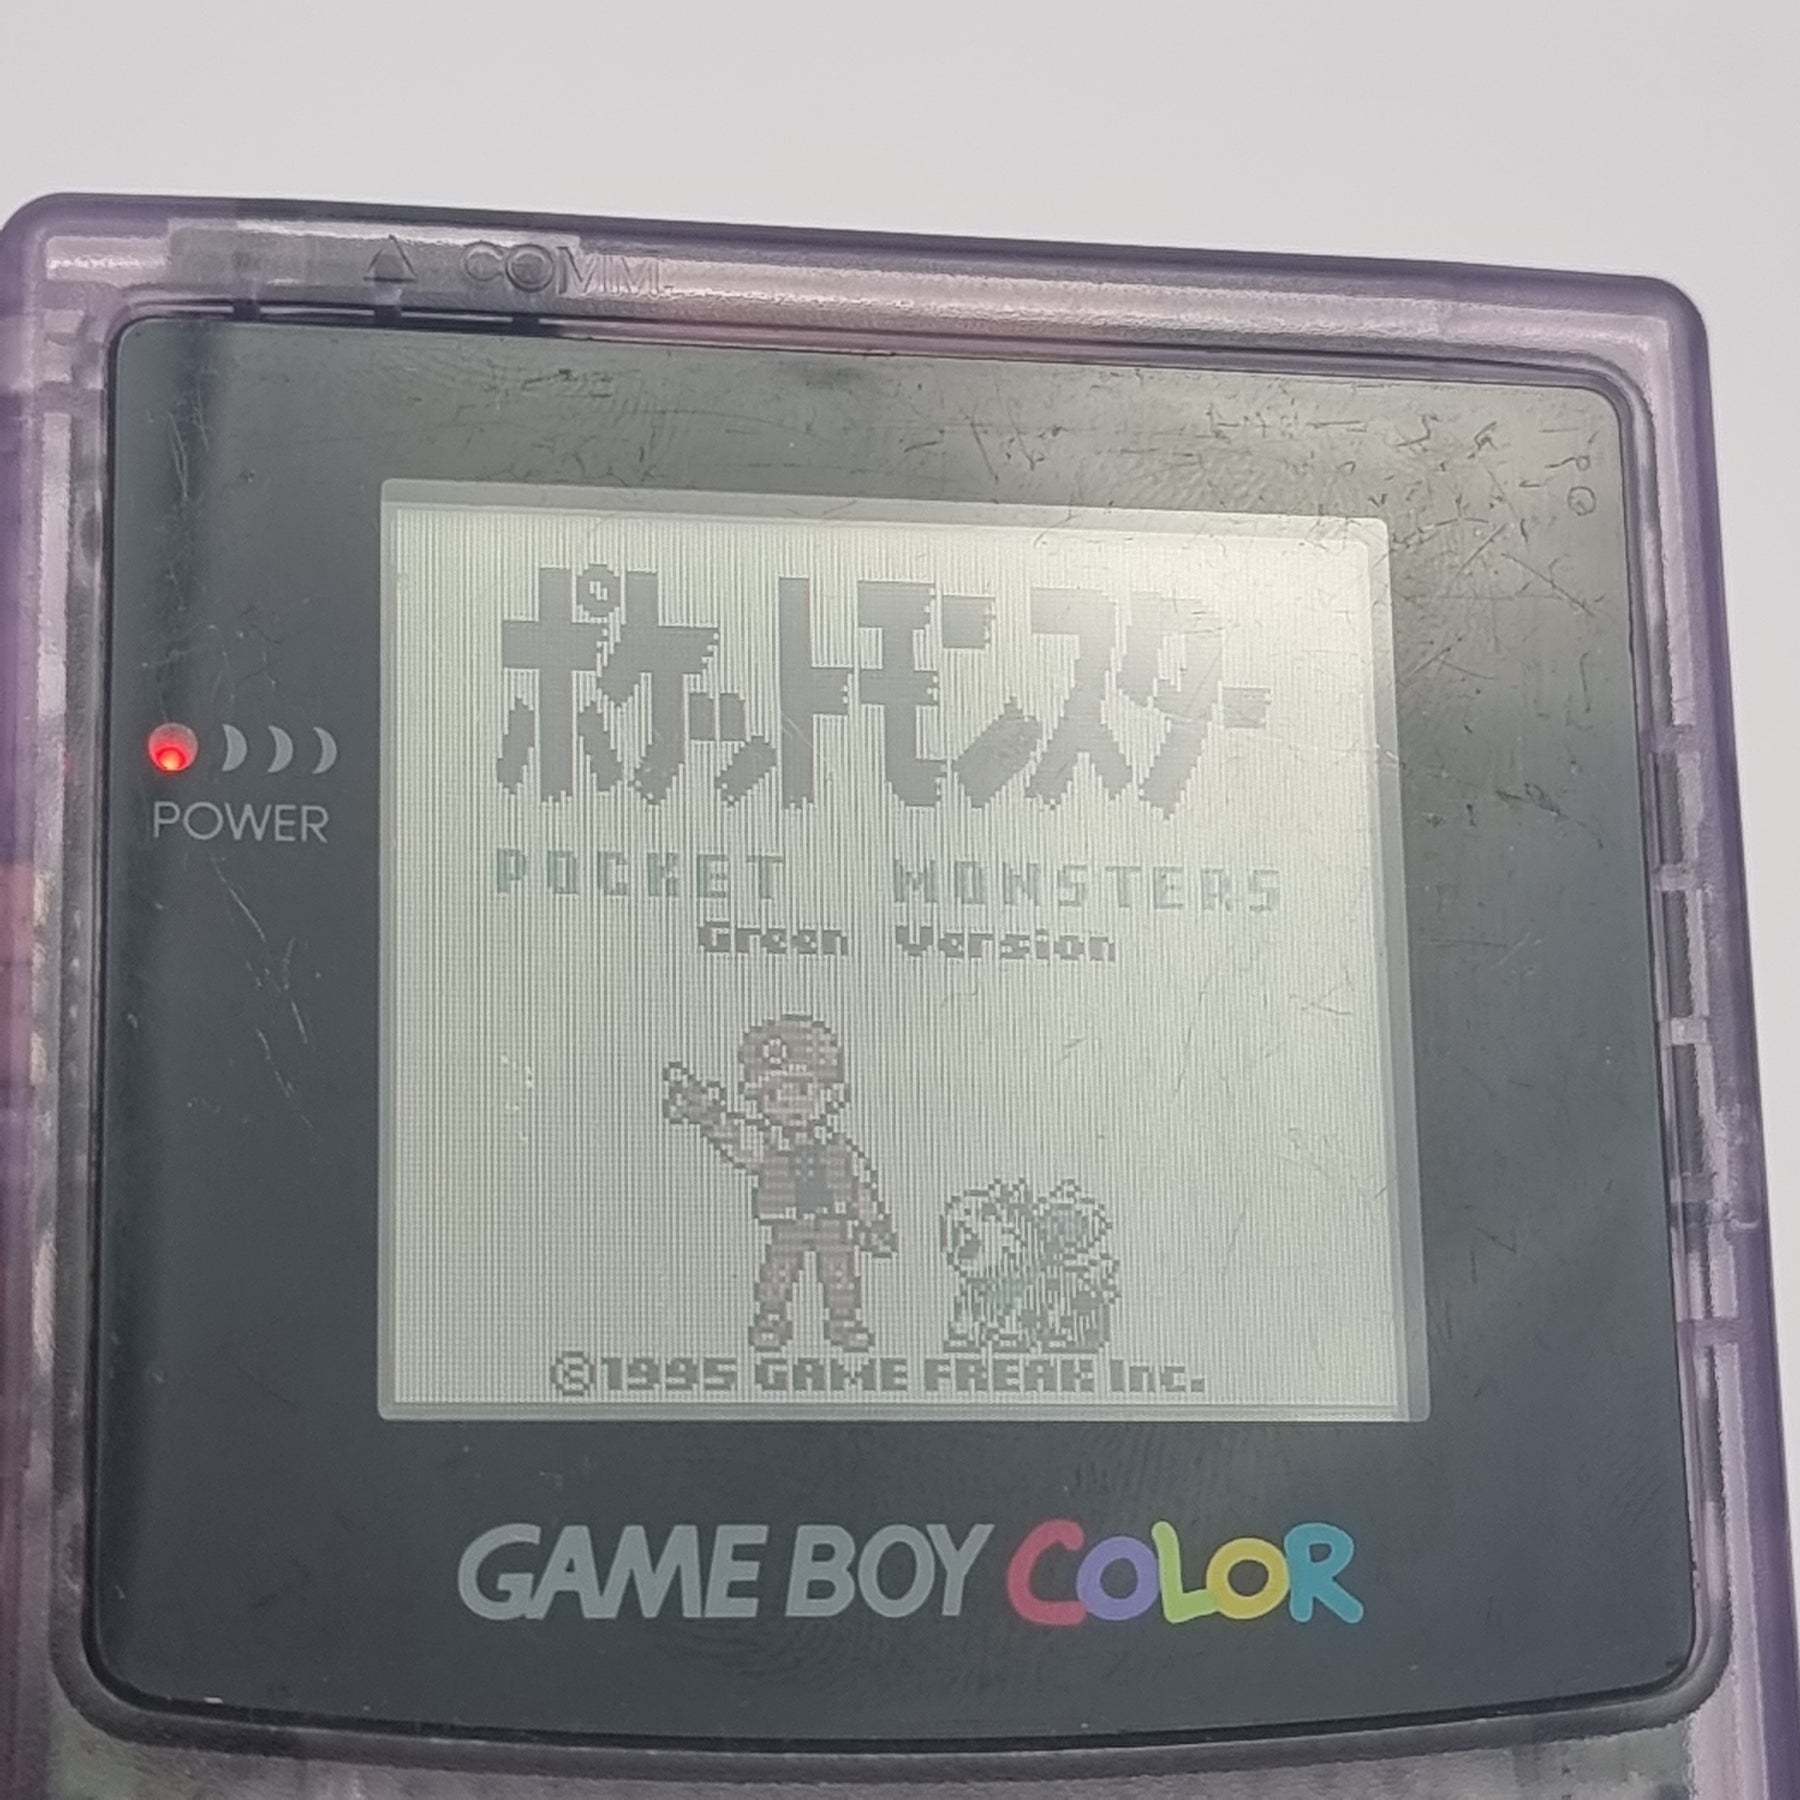 COMM.
ポケットモンスター
POCKET MONSTERS
Green Version
POWER
©1995 GAME FREAK Inc.
GAME BOY COLOR